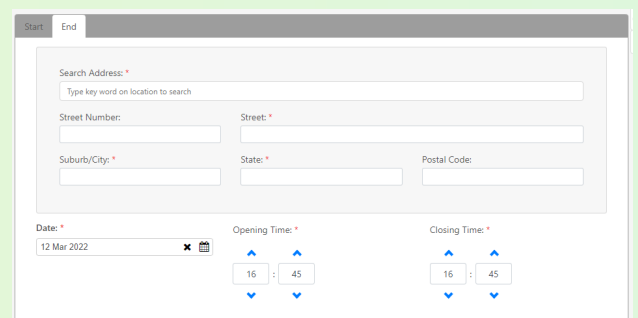 Start End
Search Address: *
Type key word on location to search
Street Number: Street: *
Suburb/City: * State: * Postal Code:
Date: * Opening Time: * Closing Time: *
12 Mar 2022 16 : 45 16 : 45